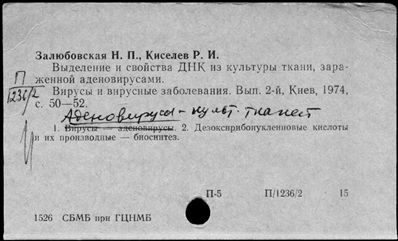 Залюбовская Н. П., Киселев Р. И.
Выделение и свойства ДНК из культуры ткани, зара-
женной аденовирусами.
П
1236/2
Вирусы и вирусные заболевания. Вып. 2-й, Киев, 1974,
с. 50—52.
Аденовирусы - культ. тканей
1. Вирусы — аденовирусы. 2. Дезоксирибонуклеиновые кислоты
и их производные — биосинтез.
П-5 П/1236/2 15
1526 СБМБ при ГЦНМБ